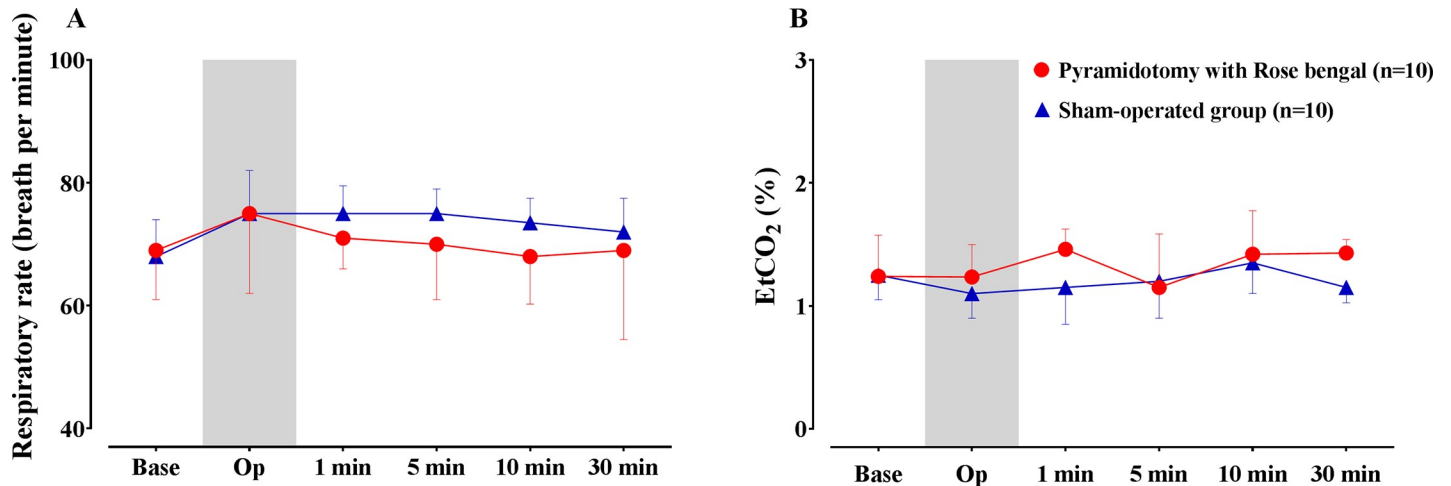 A
Respiratory rate (breath per minute)
100
80
60
40
Base Op 1 min 5 min 10 min 30 min
B
EtCO₂ (%)
3
2
1
0
Pyramidotomy with Rose bengal (n=10)
Sham-operated group (n=10)
Base Op 1 min 5 min 10 min 30 min